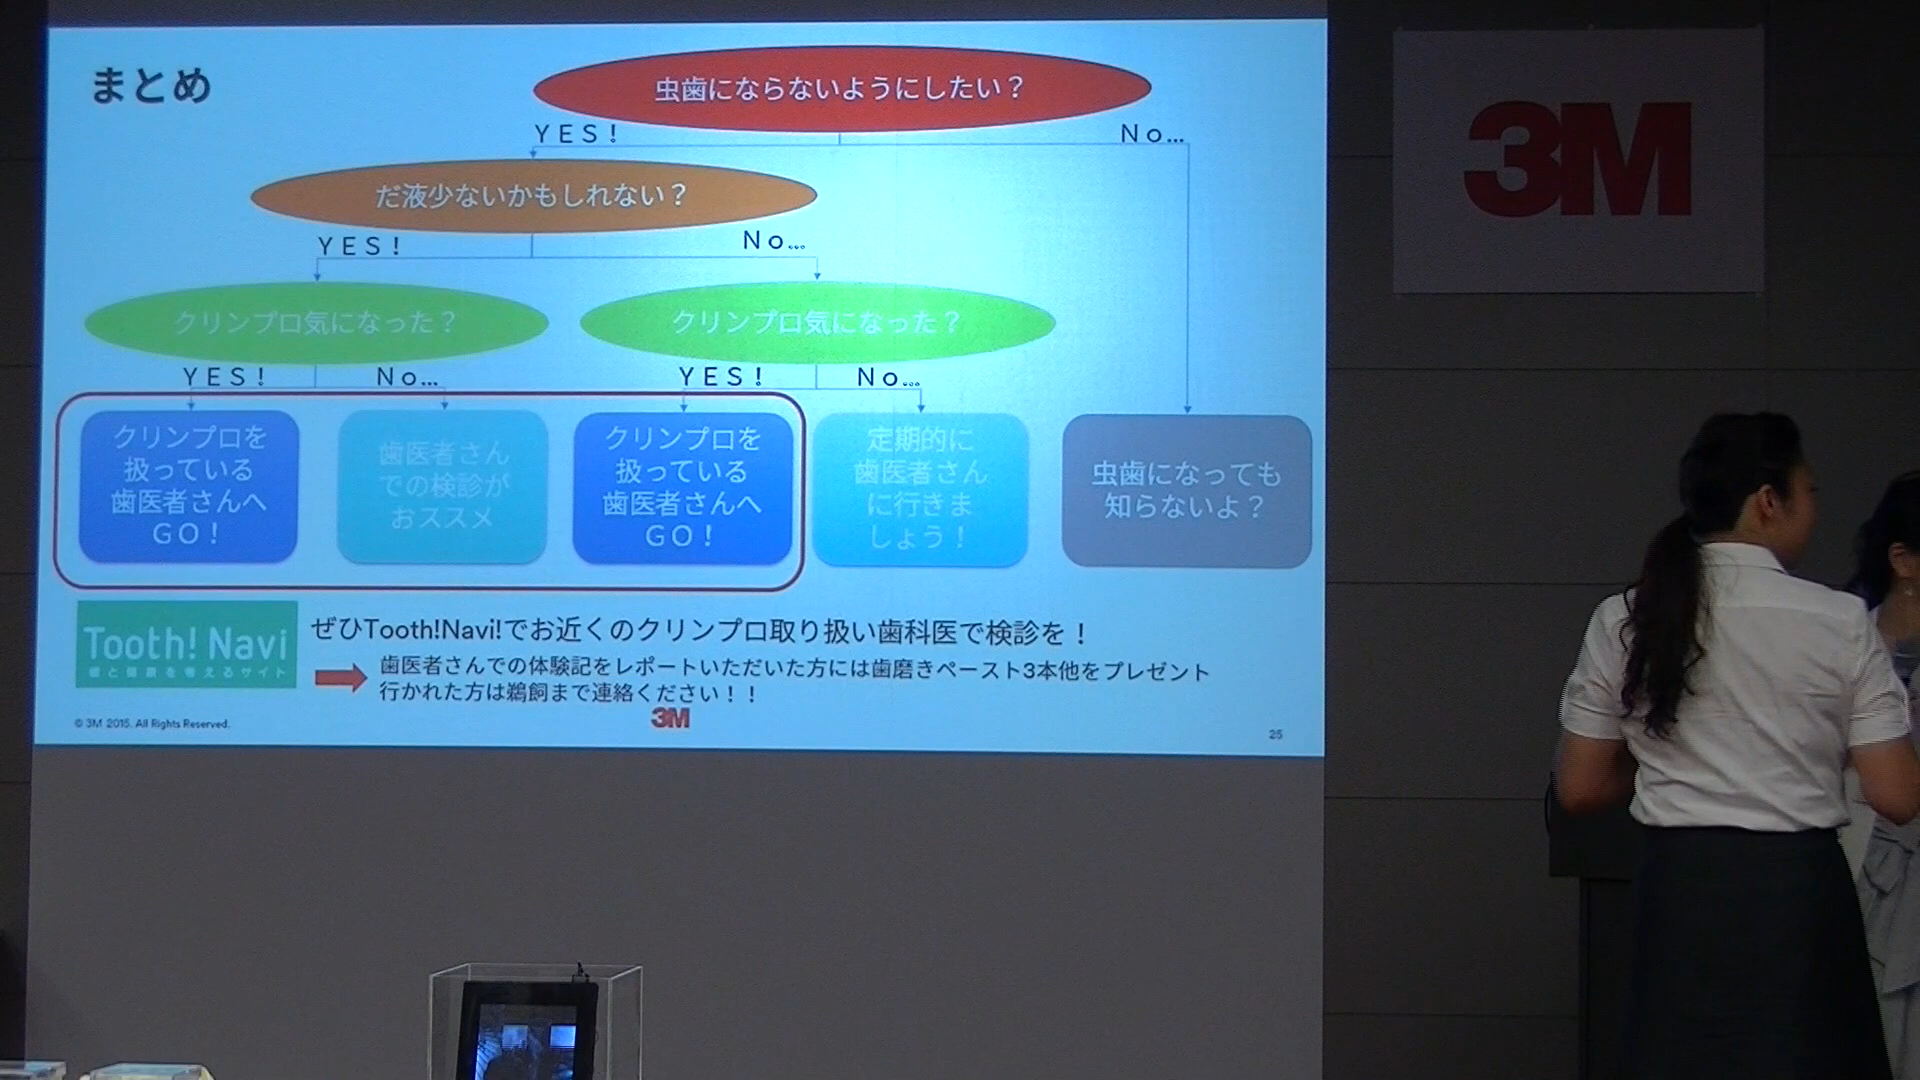 まとめ
虫歯にならないようにしたい？
ＹＥＳ！
Ｎｏ…
だ液少ないかもしれない？
ＹＥＳ！
Ｎｏ…
クリンプロ気になった？
クリンプロ気になった？
ＹＥＳ！
Ｎｏ…
ＹＥＳ！
Ｎｏ…
クリンプロを
扱っている
歯医者さんへ
ＧＯ！
歯医者さん
での検診が
おススメ
クリンプロを
扱っている
歯医者さんへ
ＧＯ！
定期的に
歯医者さん
に行きま
しょう！
虫歯になっても
知らないよ？
Tooth! Navi
歯と健康を考えるサイト
ぜひTooth!Navi!でお近くのクリンプロ取り扱い歯科医で検診を！
歯医者さんでの体験記をレポートいただいた方には歯磨きペースト3本他をプレゼント
行かれた方は鵜飼まで連絡ください！！
© 3M 2015. All Rights Reserved.
3M
25
3M